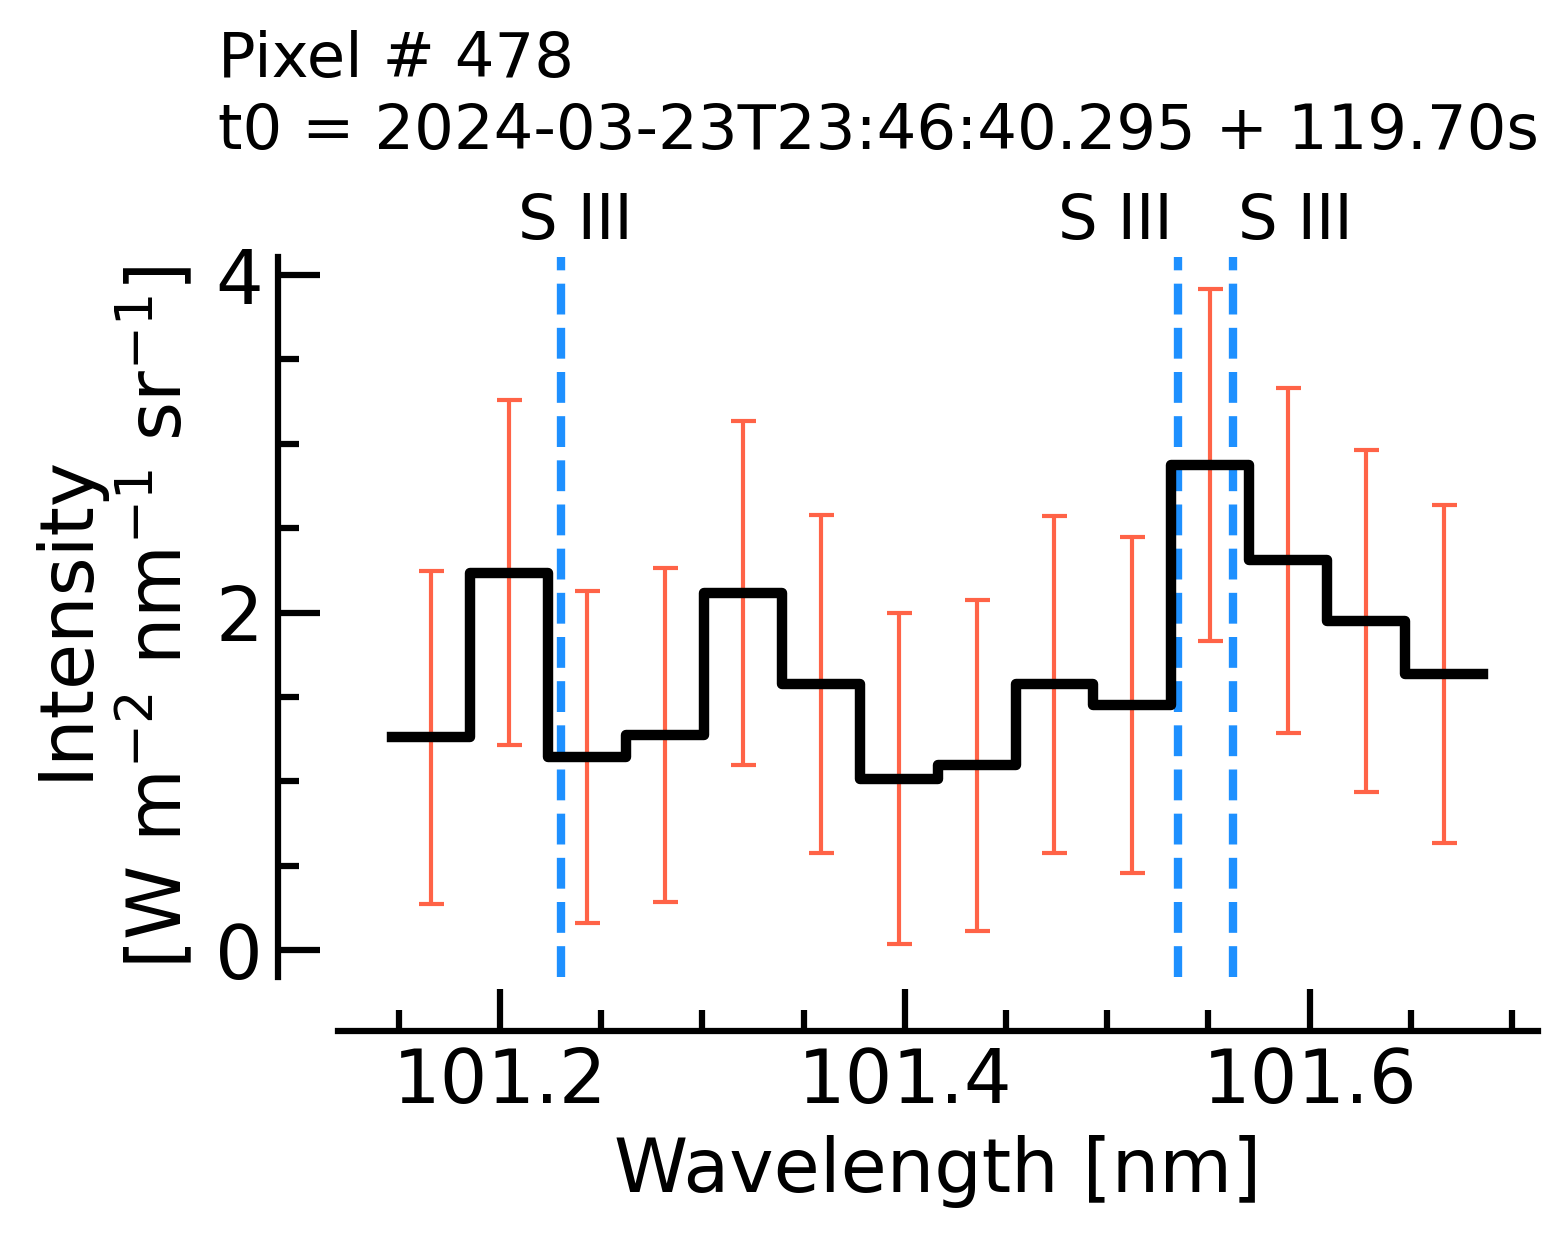 Pixel # 478
t0 = 2024-03-23T23:46:40.295 + 119.70s
S III S III S III
Intensity
[W m⁻² nm⁻¹ sr⁻¹]
4
2
0
101.2 101.4 101.6
Wavelength [nm]